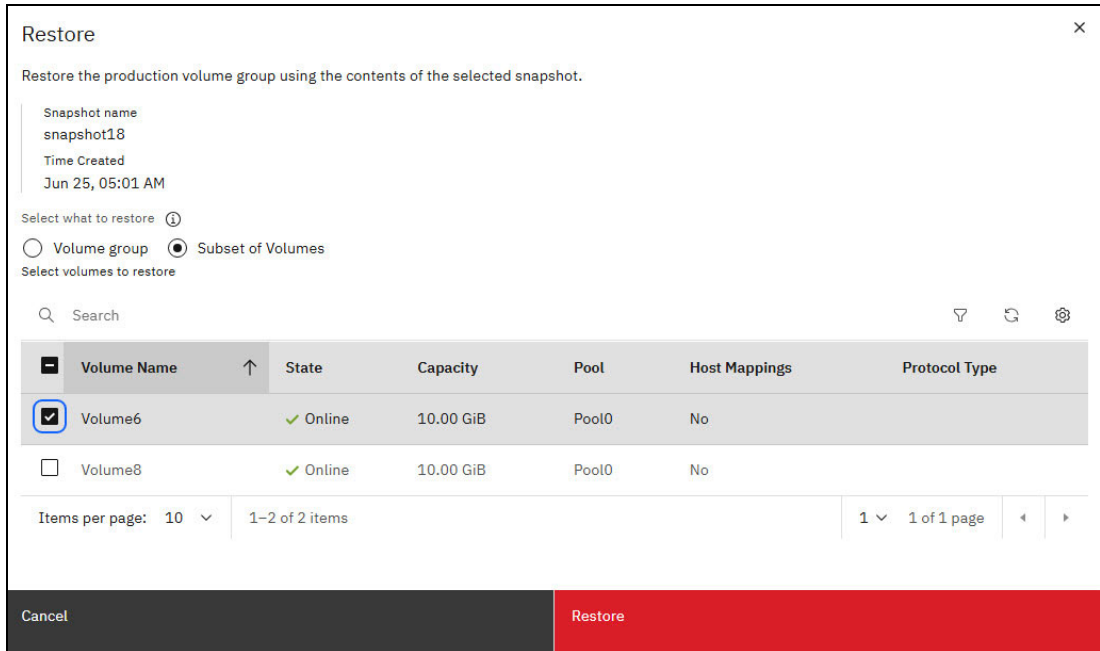 Restore
Restore the production volume group using the contents of the selected snapshot.
Snapshot name
snapshot18
Time Created
Jun 25, 05:01 AM
Select what to restore
Volume group Subset of Volumes
Select volumes to restore
Search
Volume Name State Capacity Pool Host Mappings Protocol Type
Volume6 Online 10.00 GiB Pool0 No
Volume8 Online 10.00 GiB Pool0 No
Items per page: 10 1–2 of 2 items 1 1 of 1 page
Cancel Restore